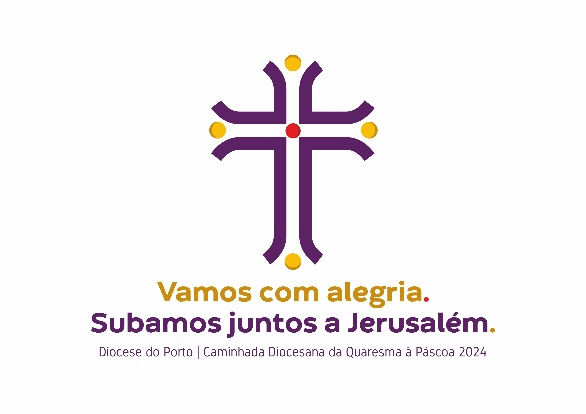 Vamos com alegria.
Subamos juntos a Jerusalém.
Diocese do Porto | Caminhada Diocesana da Quaresma à Páscoa 2024